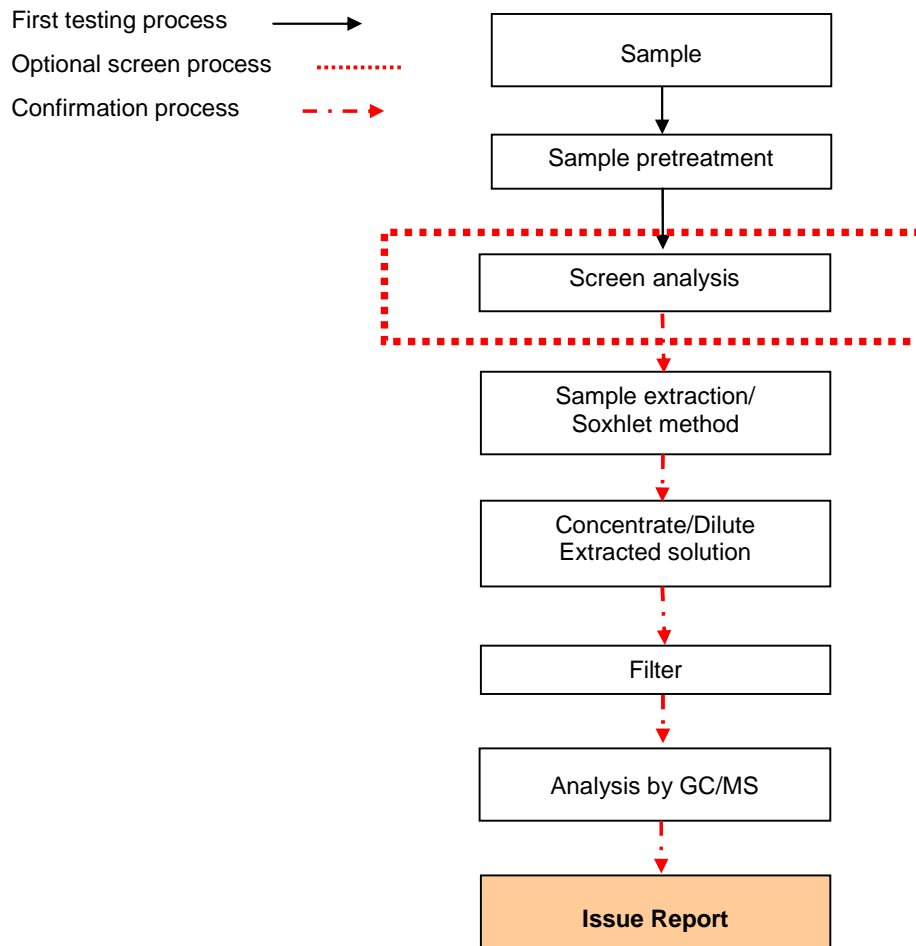 First testing process
Optional screen process
Confirmation process
Sample
Sample pretreatment
Screen analysis
Sample extraction/
Soxhlet method
Concentrate/Dilute
Extracted solution
Filter
Analysis by GC/MS
Issue Report